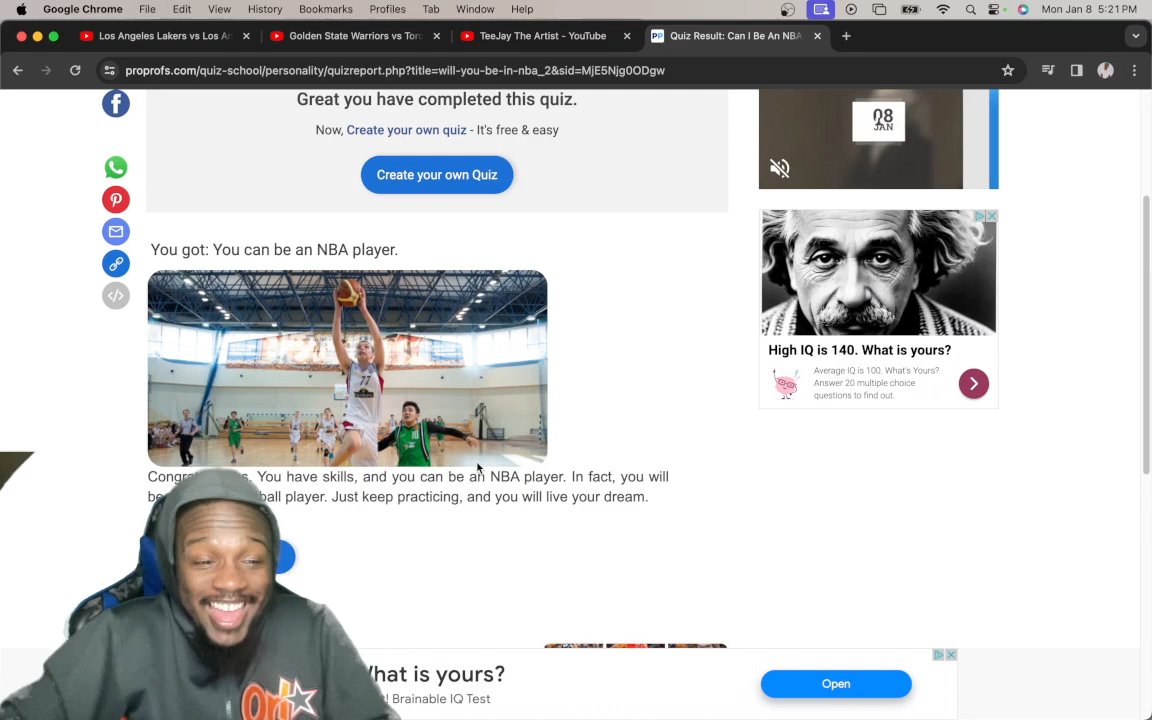 Google Chrome File Edit View History Bookmarks Profiles Tab Window Help Mon Jan 8 5:21 PM
Los Angeles Lakers vs Los An
Golden State Warriors vs Toro
TeeJay The Artist - YouTube
Quiz Result: Can I Be An NBA
proprofs.com/quiz-school/personality/quizreport.php?title=will-you-be-in-nba_2&sid=MjE5Njg0ODgw
Great you have completed this quiz.
Now, Create your own quiz - It's free & easy
Create your own Quiz
08
JAN
You got: You can be an NBA player.
High IQ is 140. What is yours?
Average IQ is 100. What's Yours?
Answer 20 multiple choice
questions to find out.
You have skills, and you can be an NBA player. In fact, you will
player. Just keep practicing, and you will live your dream.
What is yours?
Brainable IQ Test
Open